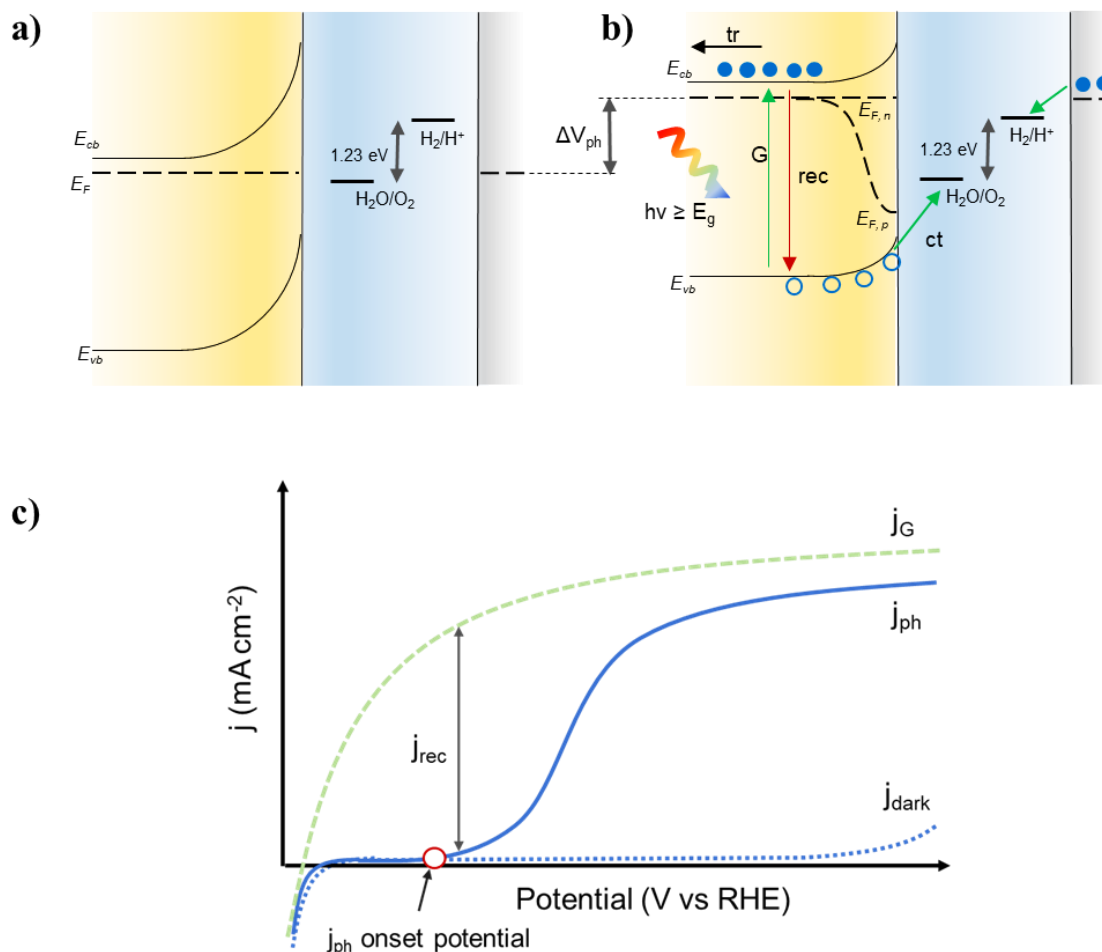 a)
E_cb
E_F
E_vb
1.23 eV
H₂/H⁺
H₂O/O₂
b)
tr
E_cb
ΔV_ph
hv ≥ E_g
G
rec
E_F, n
E_F, p
E_vb
1.23 eV
H₂/H⁺
H₂O/O₂
ct
c)
j (mA cm⁻²)
j_G
j_ph
j_rec
j_dark
Potential (V vs RHE)
j_ph onset potential